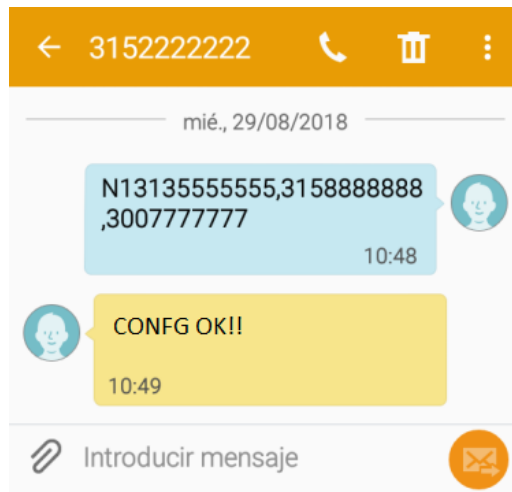 3152222222
mié., 29/08/2018
N13135555555,3158888888
,3007777777
10:48
CONFG OK!!
10:49
Introducir mensaje